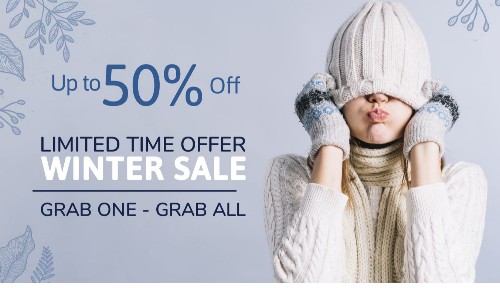 Up to 50% Off
LIMITED TIME OFFER
WINTER SALE
GRAB ONE - GRAB ALL